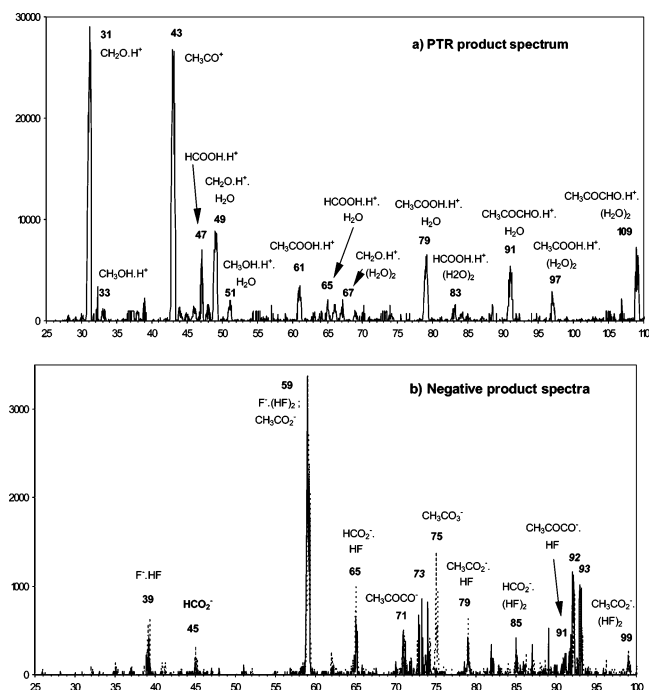 30000
20000
10000
0
a) PTR product spectrum
31
CH₂O.H⁺
43
CH₃CO⁺
HCOOH.H⁺
47
CH₂O.H⁺.
H₂O
49
CH₃OH.H⁺
33
CH₃OH.H⁺.
H₂O
51
CH₃COOH.H⁺
61
HCOOH.H⁺.
H₂O
65
CH₂O.H⁺.
(H₂O)₂
67
CH₃COOH.H⁺.
H₂O
79
HCOOH.H⁺.
(H2O)₂
83
CH₃COCHO.H⁺.
H₂O
91
CH₃COOH.H⁺.
(H₂O)₂
97
CH₃COCHO.H⁺.
(H₂O)₂
109
25 30 35 40 45 50 55 60 65 70 75 80 85 90 95 100 105 110
3000
2000
1000
0
b) Negative product spectra
59
F⁻.(HF)₂ ;
CH₃CO₂⁻
F⁻.HF
39
HCO₂⁻
45
HCO₂⁻.
HF
65
CH₃COCO⁻
71
73
CH₃CO₃⁻
75
CH₃CO₂⁻.
HF
79
HCO₂⁻.
(HF)₂
85
CH₃COCO⁻.
HF
91
92
93
CH₃CO₂⁻.
(HF)₂
99
25 30 35 40 45 50 55 60 65 70 75 80 85 90 95 100